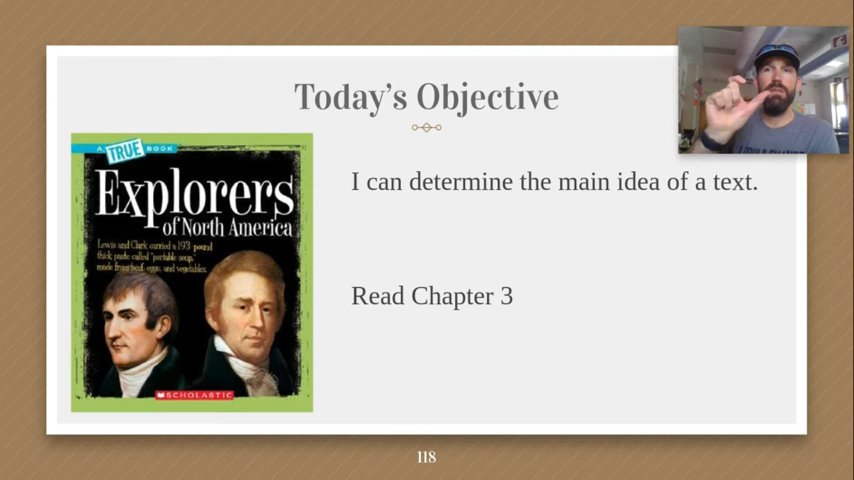 Today's Objective
A TRUE BOOK
Explorers
of North America
Lewis and Clark carried a 193-pound
thick paste called "portable soup,"
made from beef, eggs, and vegetables.
SCHOLASTIC
I can determine the main idea of a text.
Read Chapter 3
118